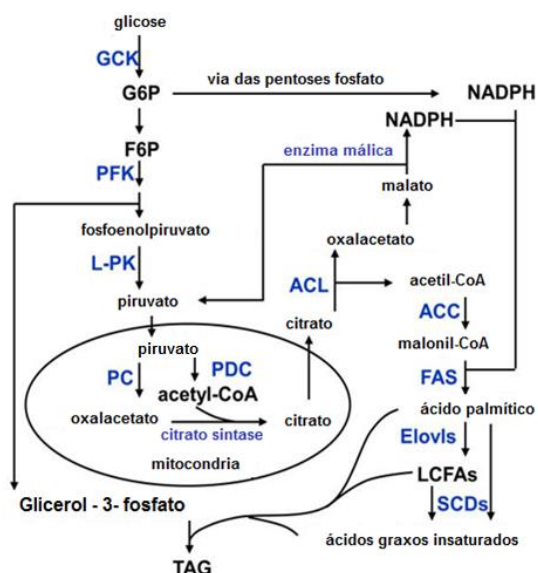 glicose
GCK
G6P
via das pentoses fosfato
NADPH
NADPH
F6P
enzima málica
PFK
malato
fosfoenolpiruvato
oxalacetato
L-PK
ACL
acetil-CoA
piruvato
ACC
citrato
malonil-CoA
piruvato
PC
PDC
FAS
acetyl-CoA
oxalacetato
citrato
ácido palmítico
citrato sintase
Elovls
mitocondria
LCFAs
Glicerol - 3- fosfato
SCDs
ácidos graxos insaturados
TAG